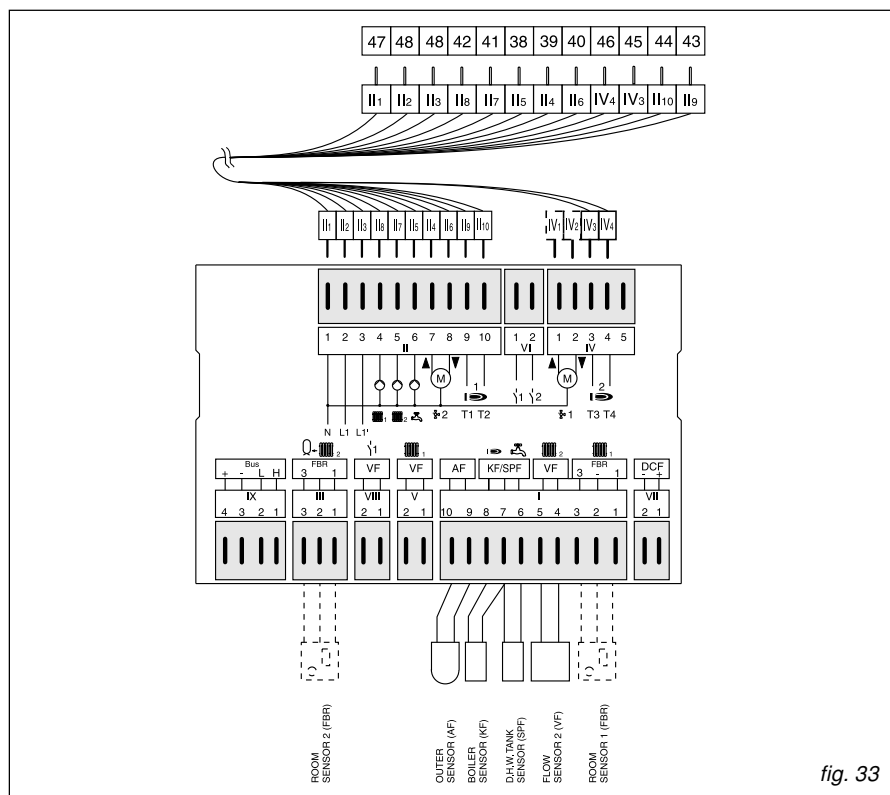 47 48 48 42 41 38 39 40 46 45 44 43
II1 II2 II3 II8 II7 II5 II4 II6 IV4 IV3 II10 II9
II1 II2 II3 II8 II7 II5 II4 II6 II9 II10 IV1 IV2 IV3 IV4
1 2 3 4 5 6 7 8 9 10 1 2 1 2 3 4 5
II VI IV
M 1 M 2
1 2 2 T1 T2 1 2 1 T3 T4
N L1 L1'
2 1 1 2 1
Bus FBR VF VF AF KF/SPF VF FBR DCF
+ - L H 3 1 3 - 1 - +
IX III VIII V I VII
4 3 2 1 3 2 1 2 1 2 1 10 9 8 7 6 5 4 3 2 1 2 1
ROOM
SENSOR 2 (FBR)
OUTER
SENSOR (AF)
BOILER
SENSOR (KF)
D.H.W. TANK
SENSOR (SPF)
FLOW
SENSOR 2 (VF)
ROOM
SENSOR 1 (FBR)
fig. 33